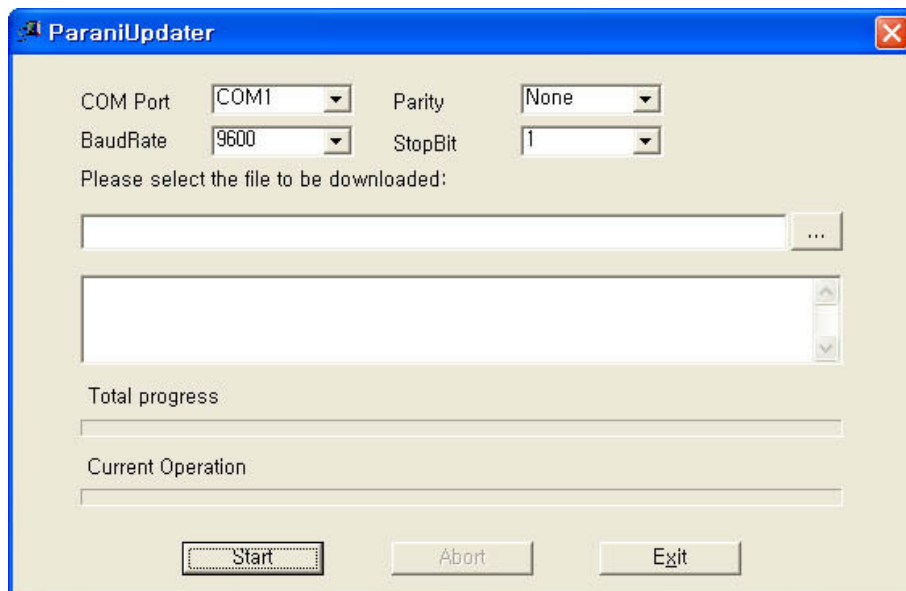 ParaniUpdater
COM Port COM1 Parity None
BaudRate 9600 StopBit 1
Please select the file to be downloaded:
...
Total progress
Current Operation
Start Abort Exit